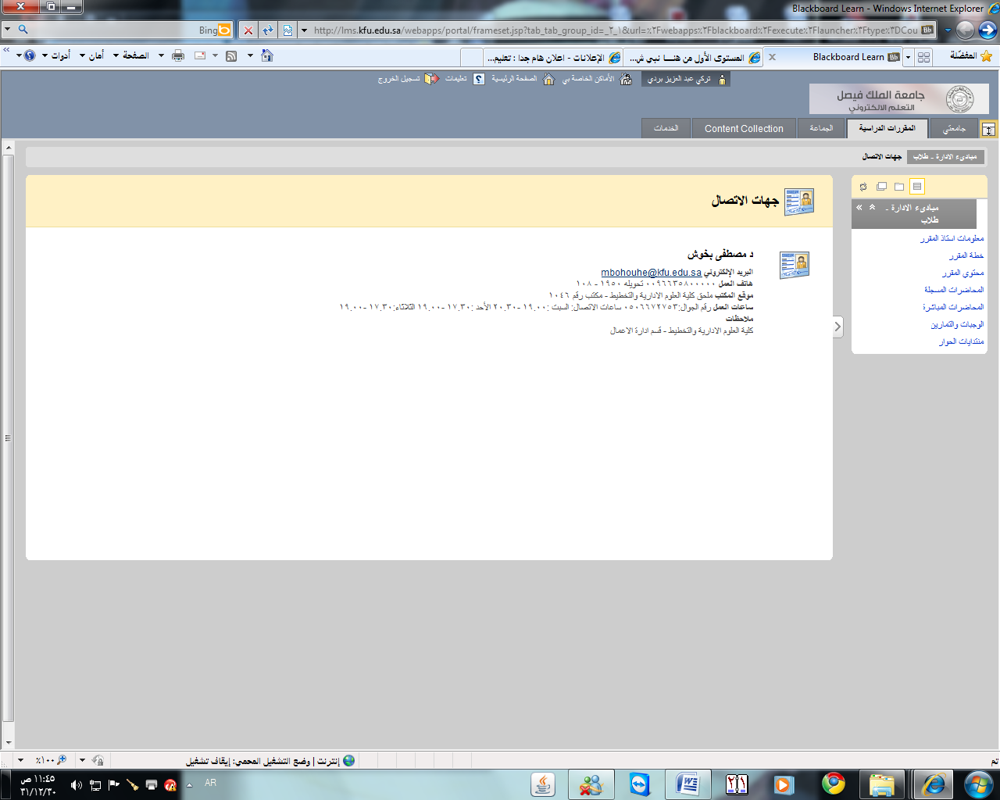 Blackboard Learn - Windows Internet Explorer
http://lms.kfu.edu.sa/webapps/portal/frameset.jsp?tab_tab_group_id=_٢_١&url=٪٢Fwebapps٪٢Fblackboard٪٢Fexecute٪٢Flauncher٪٣Ftype٪٣DCou
Bing
المفضلة
Blackboard Learn
المستوى الأول من هنـــا نبـي ش...
الإعلانات - اعلان هام جدا : تعليم...
الصفحة
أمان
أدوات
تركي عبد العزيز بردي
الأماكن الخاصة بي
الصفحة الرئيسية
تعليمات
تسجيل الخروج
جامعة الملك فيصل
التعلم الالكتروني
جامعتي
المقررات الدراسية
الجماعة
Content Collection
الخدمات
مبادىء الادارة - طلاب
جهات الاتصال
مبادىء الادارة -
طلاب
معلومات استاذ المقرر
خطة المقرر
محتوي المقرر
المحاضرات المسجلة
المحاضرات المباشرة
الوجبات والتمارين
منتديات الحوار
جهات الاتصال
د مصطفى بخوش
البريد الإلكتروني mbohouhe@kfu.edu.sa
هاتف العمل ٠٠٩٦٦٣٥٨٠٠٠٠٠ تحويله ١٩٥٠ - ١٠٨
موقع المكتب ملحق كلية العلوم الادارية والتخطيط - مكتب رقم ١٠٤٦
ساعات العمل رقم الجوال:٠٥٠٦٦٧٢٧٥٣ ساعات الاتصال: السبت :١٩.٠٠ -٢٠.٣٠ الأحد :١٧.٣٠ -١٩.٠٠ الثلاثاء:١٧.٣٠ -١٩.٠٠
ملاحظات
كلية العلوم الادارية والتخطيط - قسم ادارة الاعمال
تم
إنترنت | وضع التشغيل المحمي: إيقاف تشغيل
١٠٠٪
AR
١١:٤٥ ص
٣١/١٢/٣٠